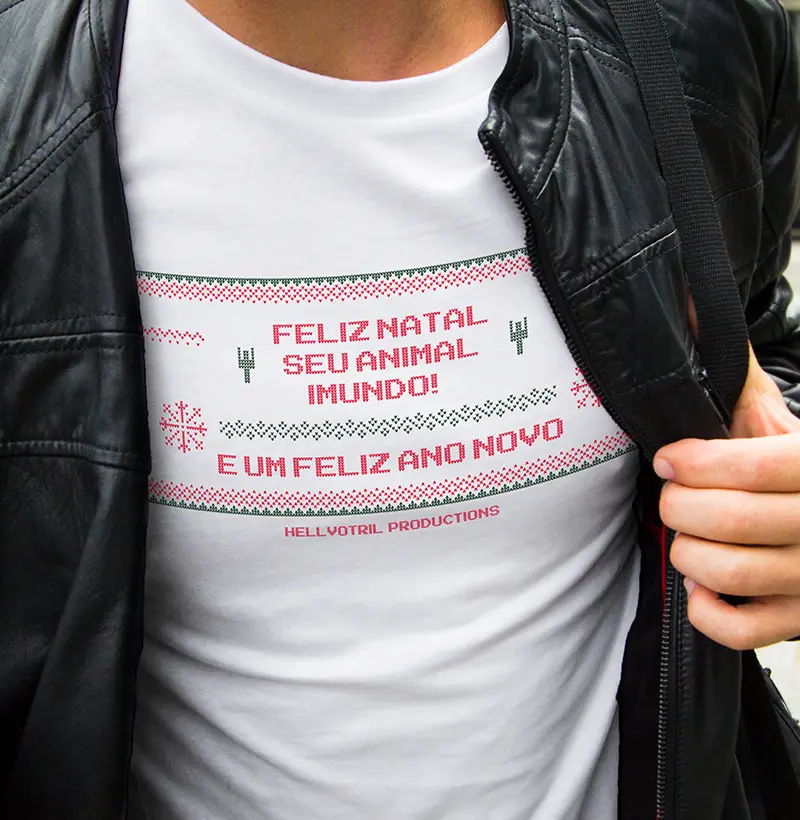 FELIZ NATAL
SEU ANIMAL
IMUNDO!
E UM FELIZ ANO NOVO
HELLVOTRIL PRODUCTIONS